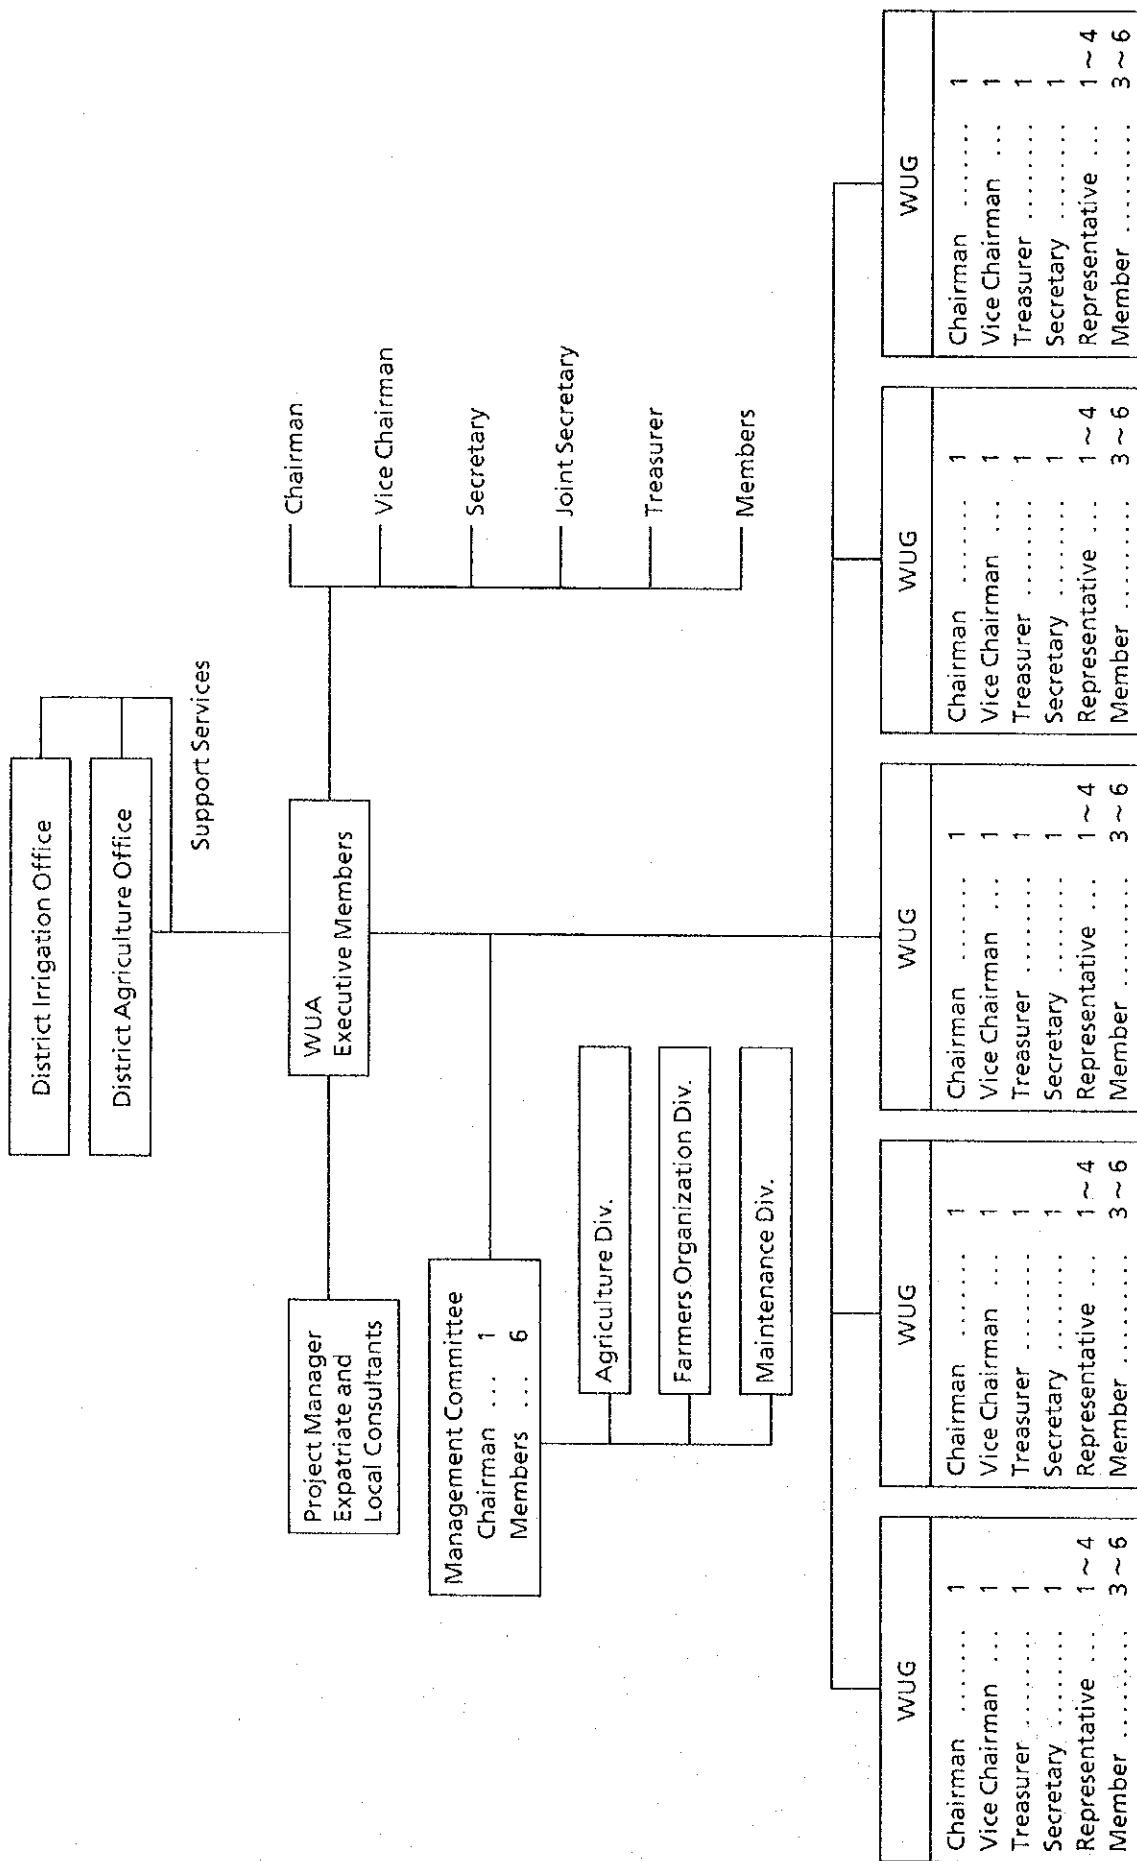 District Irrigation Office
District Agriculture Office
Support Services
WUA
Executive Members
Project Manager
Expatriate and
Local Consultants
Chairman
Vice Chairman
Secretary
Joint Secretary
Treasurer
Members
Management Committee
Chairman ... 1
Members ... 6
Agriculture Div.
Farmers Organization Div.
Maintenance Div.
WUG
Chairman ....... 1
Vice Chairman ... 1
Treasurer ........ 1
Secretary ........ 1
Representative ... 1 ~ 4
Member ......... 3 ~ 6
WUG
Chairman ........ 1
Vice Chairman ... 1
Treasurer ......... 1
Secretary ......... 1
Representative ... 1 ~ 4
Member ......... 3 ~ 6
WUG
Chairman ........ 1
Vice Chairman ... 1
Treasurer ........ 1
Secretary ......... 1
Representative ... 1 ~ 4
Member ......... 3 ~ 6
WUG
Chairman ........ 1
Vice Chairman ... 1
Treasurer ........ 1
Secretary ........ 1
Representative ... 1 ~ 4
Member ......... 3 ~ 6
WUG
Chairman ....... 1
Vice Chairman ... 1
Treasurer ........ 1
Secretary ....... 1
Representative ... 1 ~ 4
Member ......... 3 ~ 6